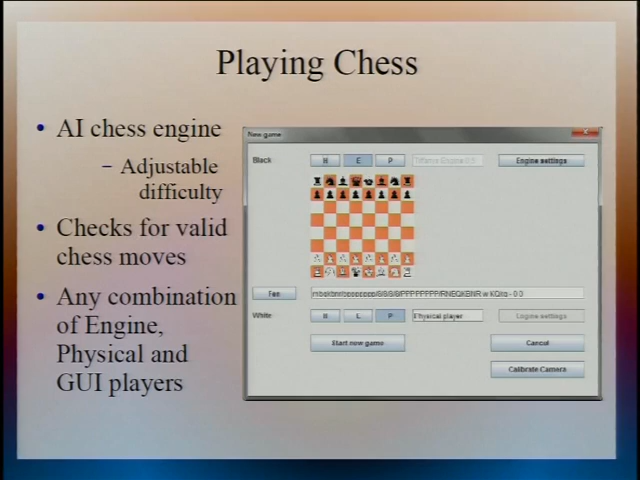 Playing Chess
• AI chess engine
– Adjustable
difficulty
• Checks for valid
chess moves
• Any combination
of Engine,
Physical and
GUI players
New game
Black
H E P
Engine settings
Fen
White
H E P Physical player Engine settings
Start new game
Cancel
Calibrate Camera